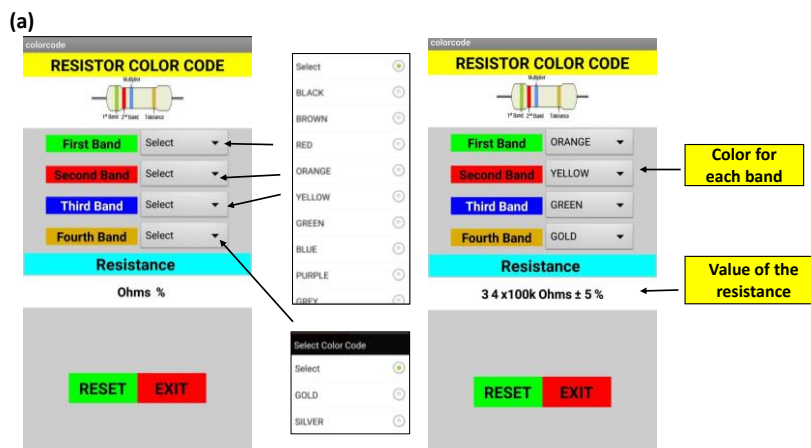 (a)
colorcode
RESISTOR COLOR CODE
Multiplier
1st Band 2nd Band Tolerance
First Band Select
Second Band Select
Third Band Select
Fourth Band Select
Resistance
Ohms %
RESET EXIT
Select
BLACK
BROWN
RED
ORANGE
YELLOW
GREEN
BLUE
PURPLE
GREY
Select Color Code
Select
GOLD
SILVER
colorcode
RESISTOR COLOR CODE
Multiplier
1st Band 2nd Band Tolerance
First Band ORANGE
Second Band YELLOW
Third Band GREEN
Fourth Band GOLD
Resistance
3 4 x100k Ohms ± 5 %
RESET EXIT
Color for
each band
Value of the
resistance